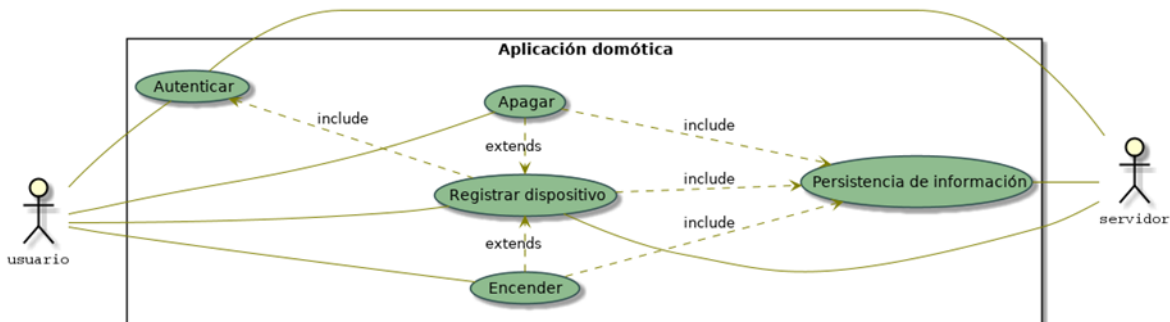 Aplicación domótica
Autenticar
Apagar
include
include
extends
Registrar dispositivo
include
Persistencia de información
include
extends
Encender
usuario
servidor